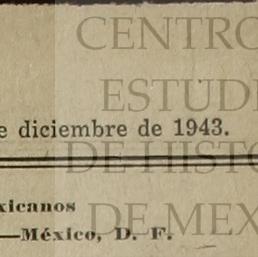 CENTRO
ESTUDI
e diciembre de 1943.
DE HISTO
xicanos
DE MEX
—México, D. F.